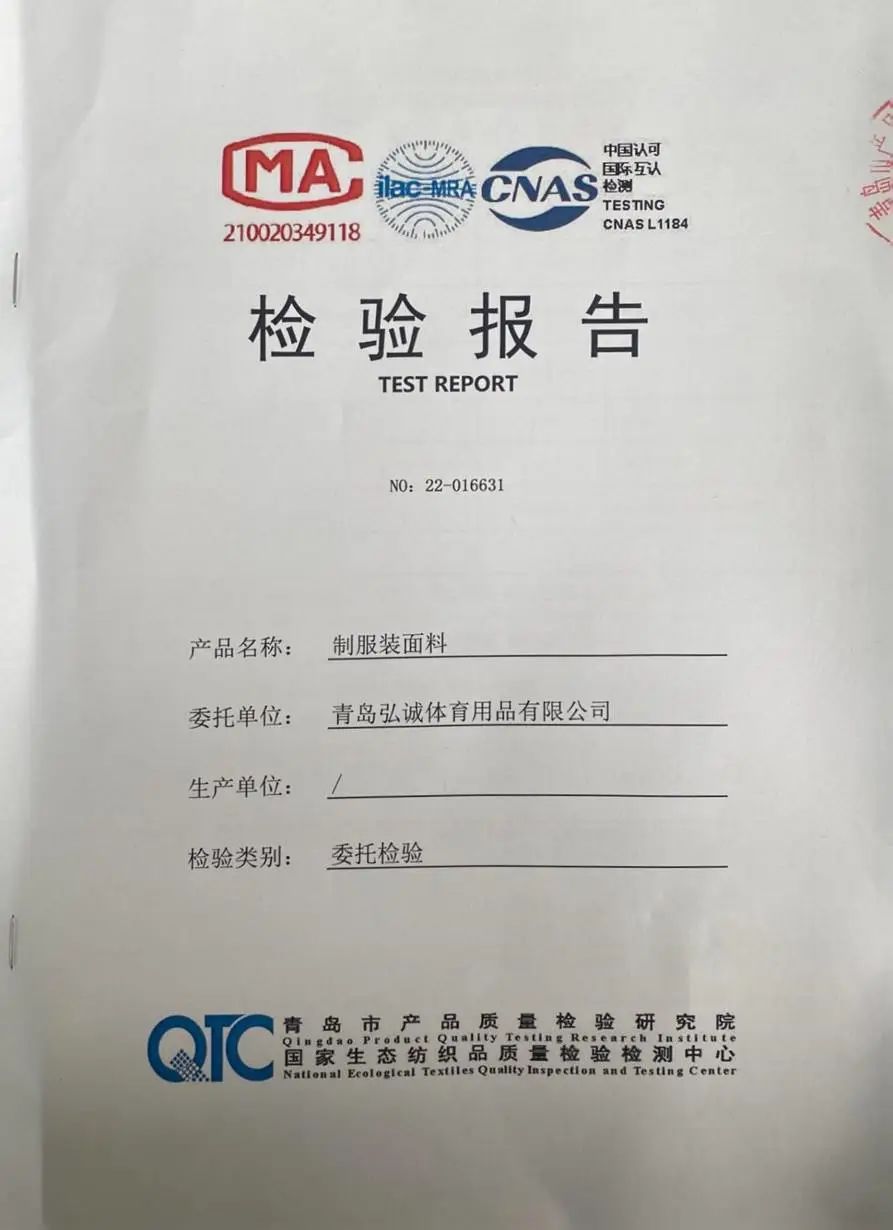 MA
210020349118
ilac-MRA
CNAS
中国认可
国际互认
检测
TESTING
CNAS L1184
检验报告
TEST REPORT
NO: 22-016631
产品名称: 制服装面料
委托单位: 青岛弘诚体育用品有限公司
生产单位: /
检验类别: 委托检验
QTC
青岛市产品质量检验研究院
Qingdao Product Quality Testing Research Institute
国家生态纺织品质量检验检测中心
National Ecological Textiles Quality Inspection and Testing Center